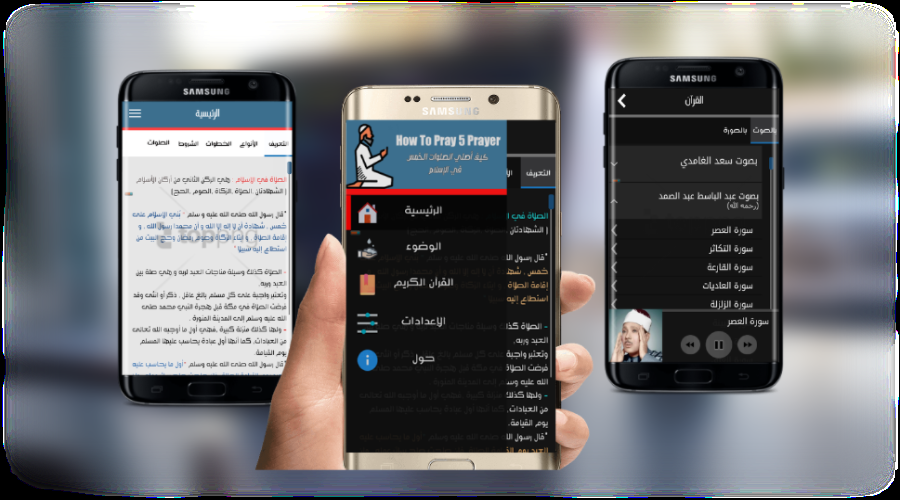 SAMSUNG
الرئيسية
التعريف
الأنواع
الخطوات
الشروط
الصلوات
الصلاة في الإسلام : هي الركن الثاني من أركان الأسلام
( الشهادتان, الصلاة ,الزكاة ,الصوم, الحج)
"قال رسول الله صلى الله عليه و سلم " بني الإسلام على
خمس , شهادة أن لا إله إلا الله و أن محمدا رسول الله , و
إقامة الصلاة , و إيتاء الزكاة وصوم رمضان وحج البيت من
استطاع إليه سبيلا"
- الصلاة كذلك وسيلة مناجات العبد لربه و هي صلة بين
العبد وربه.
وتعتبر واجبة على كل مسلم بالغ عاقل , ذكر أو أنثى وقد
فرضت الصلاة في مكة قبل هجرة النبي محمد صلى
الله عليه وسلم إلى المدينة المنورة .
- ولها كذلك منزلة كبيرة ,فهي أول ما أوجبه الله تعالى
من العبادات, كما أنها أول عبادة يحاسب عليها المسلم
يوم القيامة.
"قال رسول الله صلى الله عليه وسلم " أول ما يحاسب عليه
SAMSUNG
How To Pray 5 Prayer
كيف أصلي الصلوات الخمس
في الإسلام
التعريف
الرئيسية
الوضوء
القرآن الكريم
الإعدادات
حول
SAMSUNG
القرآن
بالصوت
بالصورة
بصوت سعد الغامدي
بصوت عبد الباسط عبد الصمد
(رحمه الله)
سورة العصر
سورة التكاثر
سورة القارعة
سورة العاديات
سورة الزلزلة
سورة العصر